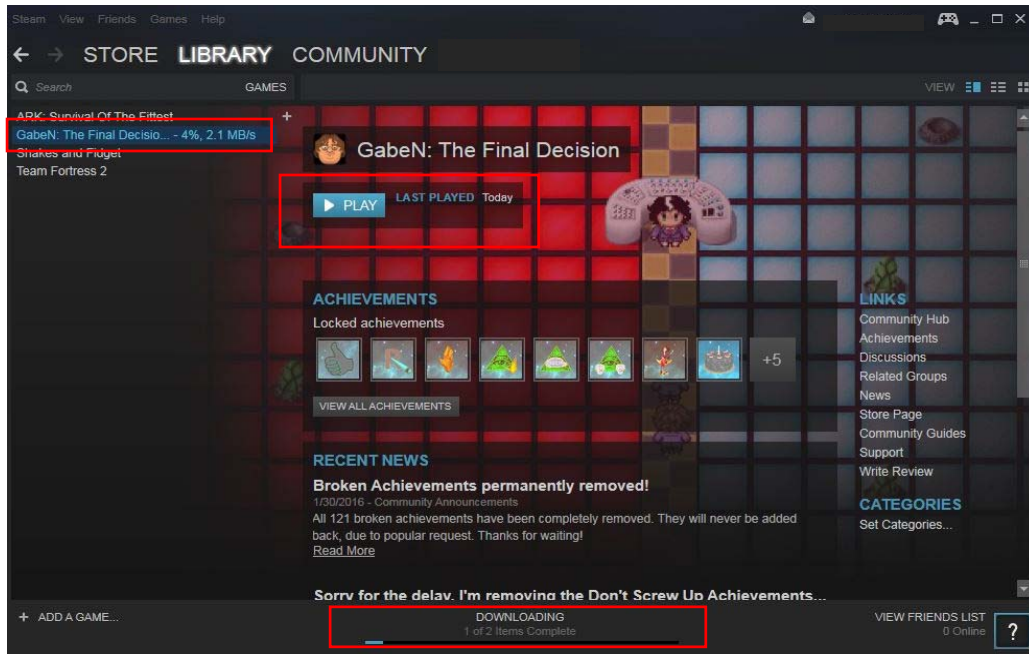 Steam View Friends Games Help
STORE LIBRARY COMMUNITY
Search GAMES VIEW
ARK: Survival Of The Fittest
GabeN: The Final Decisio... - 4%, 2.1 MB/s
Shakes and Fidget
Team Fortress 2
GabeN: The Final Decision
PLAY LAST PLAYED Today
ACHIEVEMENTS
Locked achievements
+5
VIEW ALL ACHIEVEMENTS
RECENT NEWS
Broken Achievements permanently removed!
1/30/2016 - Community Announcements
All 121 broken achievements have been completely removed. They will never be added
back, due to popular request. Thanks for waiting!
Read More
Sorry for the delay, I'm removing the Don't Screw Up Achievements...
LINKS
Community Hub
Achievements
Discussions
Related Groups
News
Store Page
Community Guides
Support
Write Review
CATEGORIES
Set Categories...
+ ADD A GAME...
DOWNLOADING
1 of 2 Items Complete
VIEW FRIENDS LIST
0 Online
?